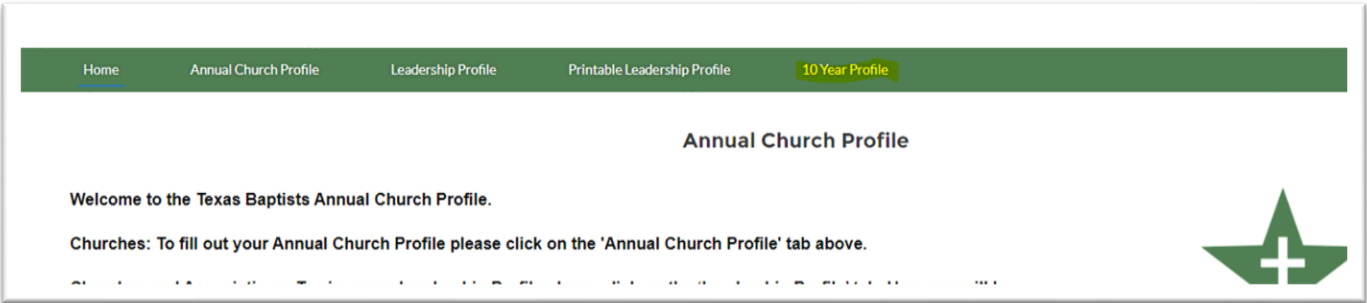 Home Annual Church Profile Leadership Profile Printable Leadership Profile 10 Year Profile
Annual Church Profile
Welcome to the Texas Baptists Annual Church Profile.
Churches: To fill out your Annual Church Profile please click on the 'Annual Church Profile' tab above.